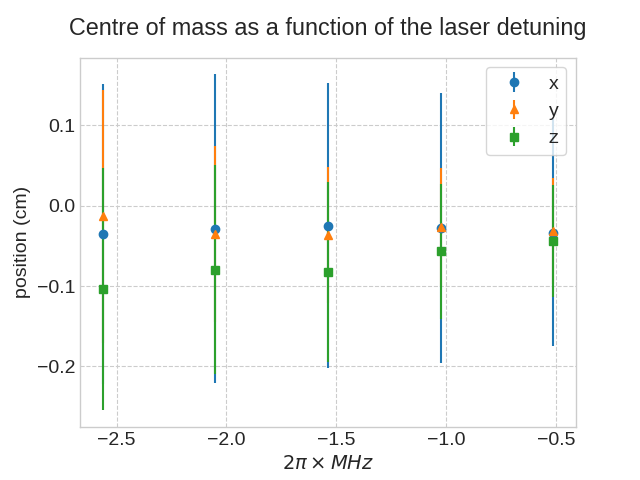 Centre of mass as a function of the laser detuning
x
y
z
0.1
0.0
−0.1
−0.2
position (cm)
−2.5 −2.0 −1.5 −1.0 −0.5
2π × MHz